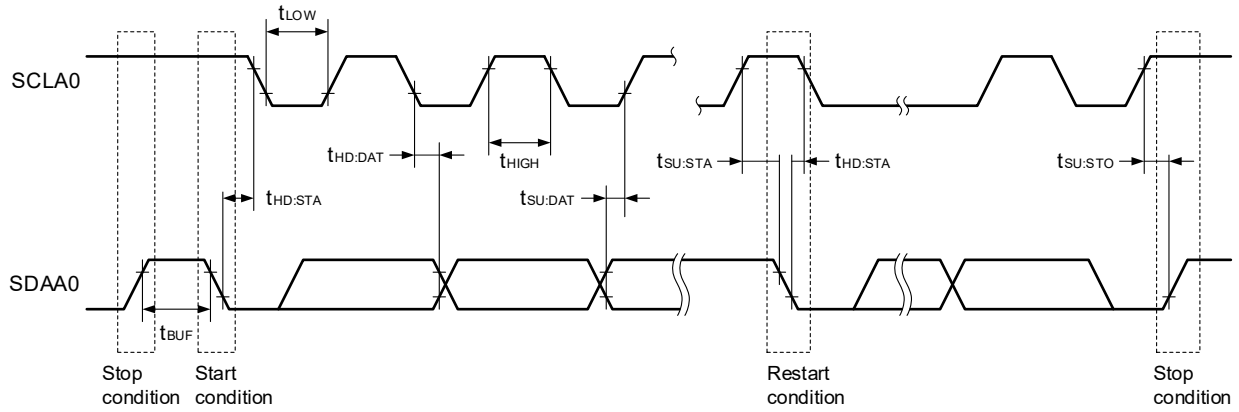 tLOW
SCLA0
tHD:DAT
tHIGH
tSU:STA
tHD:STA
tSU:STO
tHD:STA
tSU:DAT
SDAA0
tBUF
Stop condition
Start condition
Restart condition
Stop condition